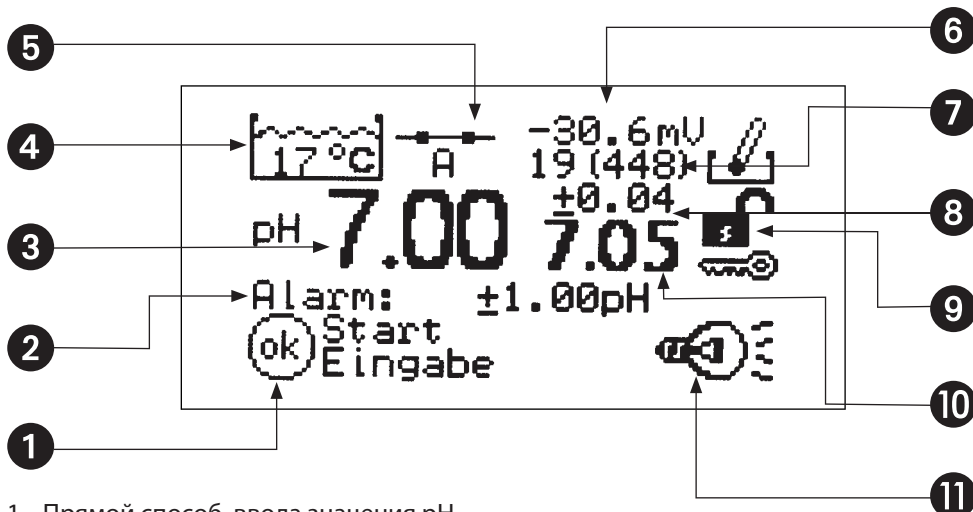 5
6
4
17°C
A
-30.6mV
19 (448)
7
±0.04
8
3
pH 7.00
7.05
9
2
Alarm: ±1.00pH
ok
Start
Eingabe
10
1
11
1 Прямой способ ввода значения pH